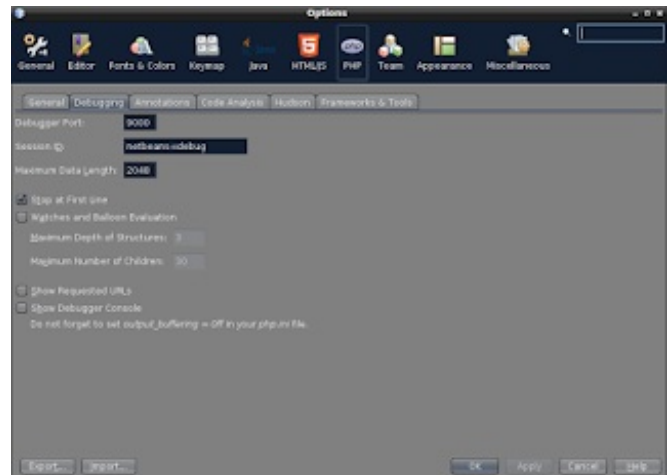 Options
General Editor Fonts & Colors Keymap Java HTML/JS PHP Team Appearance Miscellaneous
General Debugging Annotations Code Analysis Hudson Frameworks & Tools
Debugger Port: 9000
Session ID: netbeans-xdebug
Maximum Data Length: 2048
Stop at First Line
Watches and Balloon Evaluation
Maximum Depth of Structures: 3
Maximum Number of Children: 30
Show Requested URLs
Show Debugger Console
Do not forget to set output_buffering = Off in your php.ini file.
Export... Import... OK Apply Cancel Help